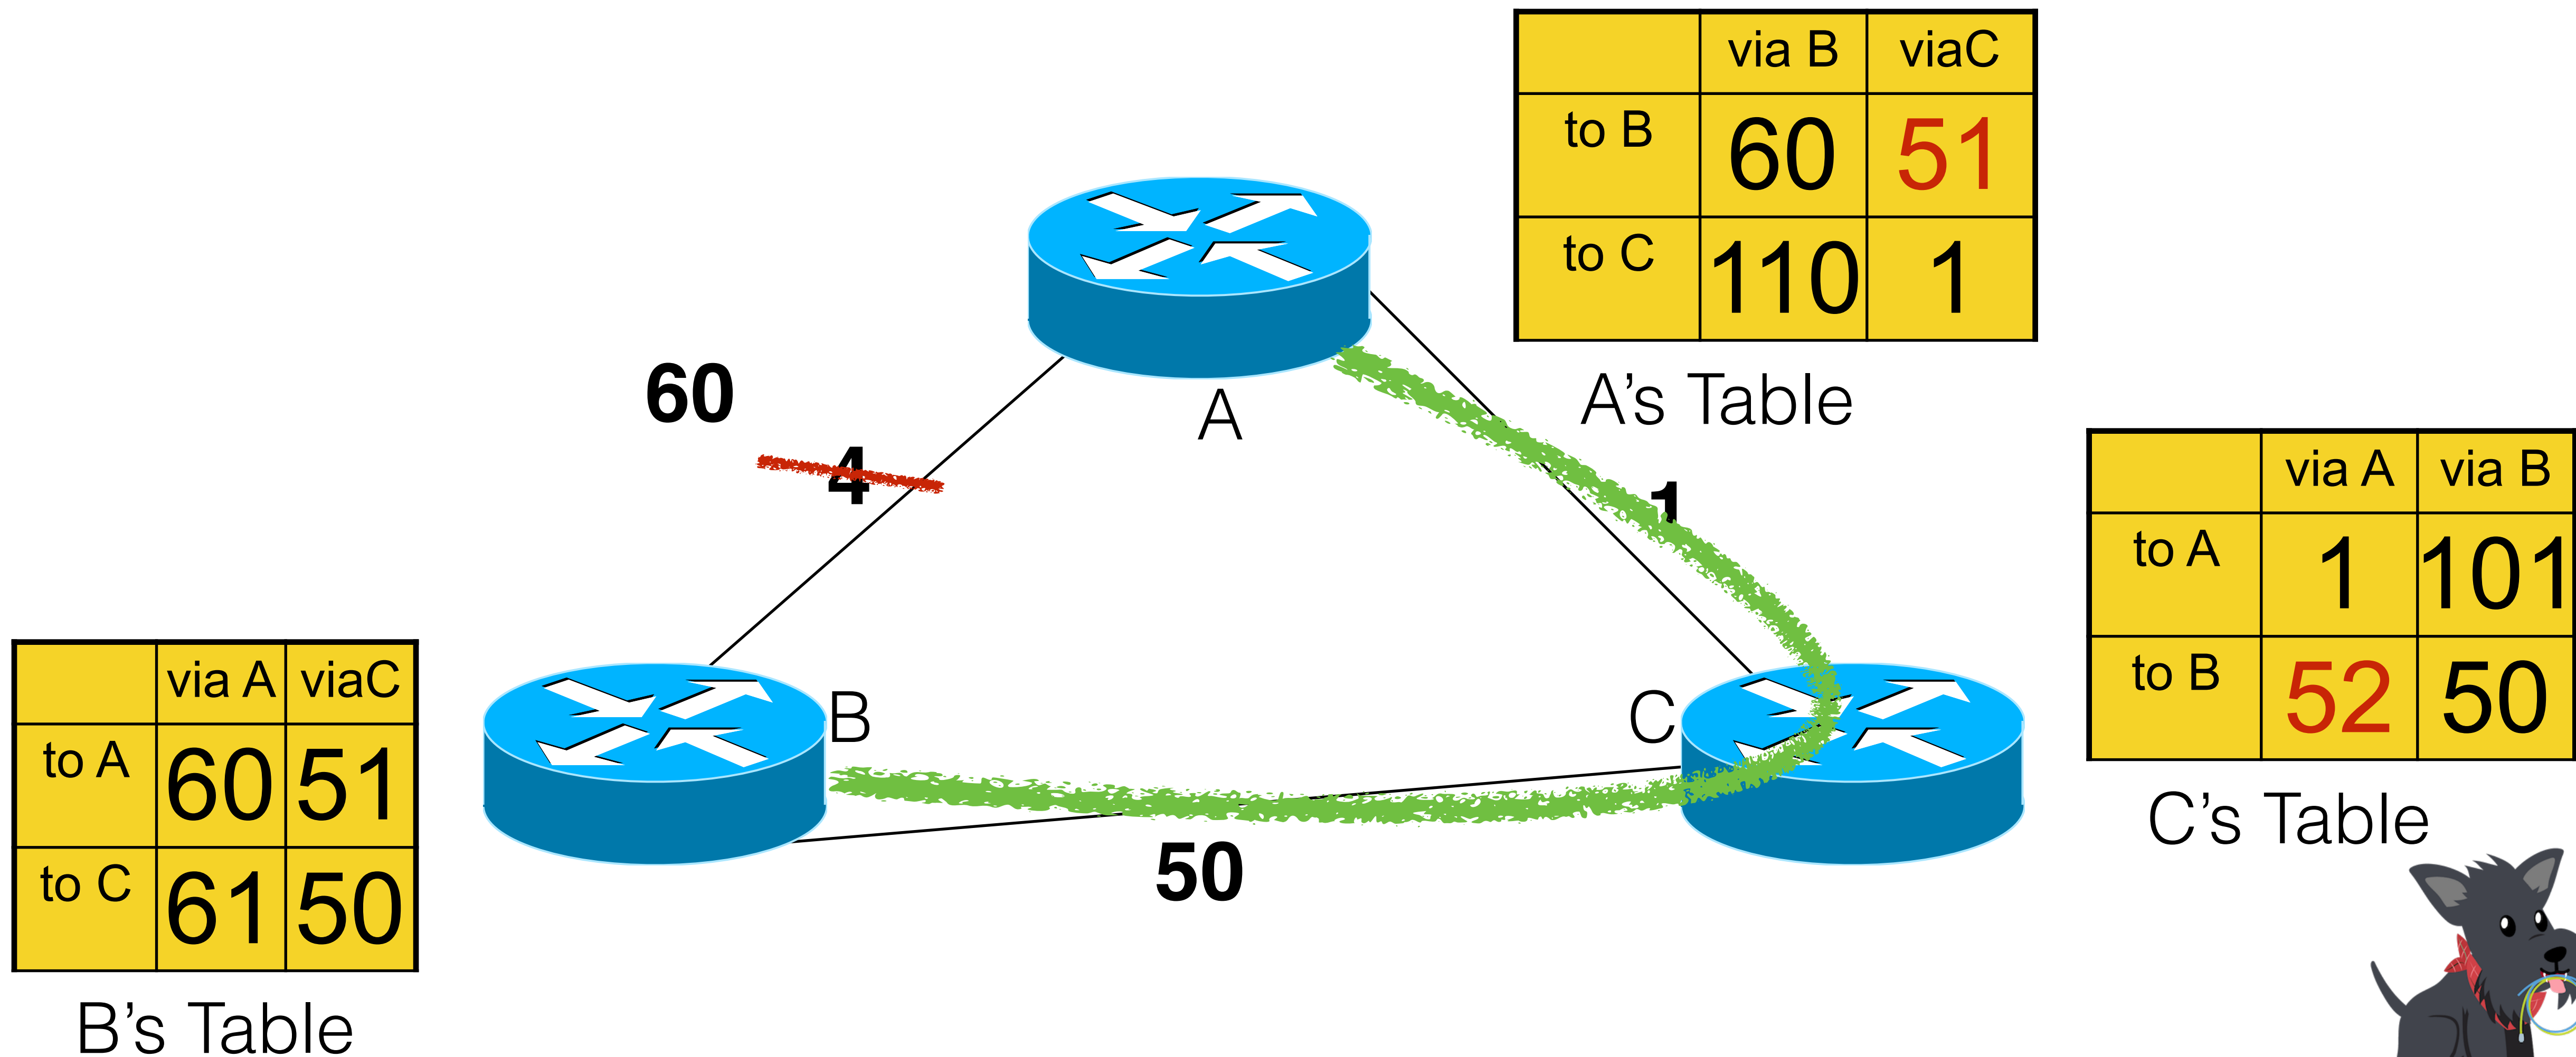 via B viaC
to B 60 51
to C 110 1
A's Table
60
4
A
1
via A via B
to A 1 101
to B 52 50
C's Table
via A viaC
to A 60 51
to C 61 50
B's Table
B
C
50